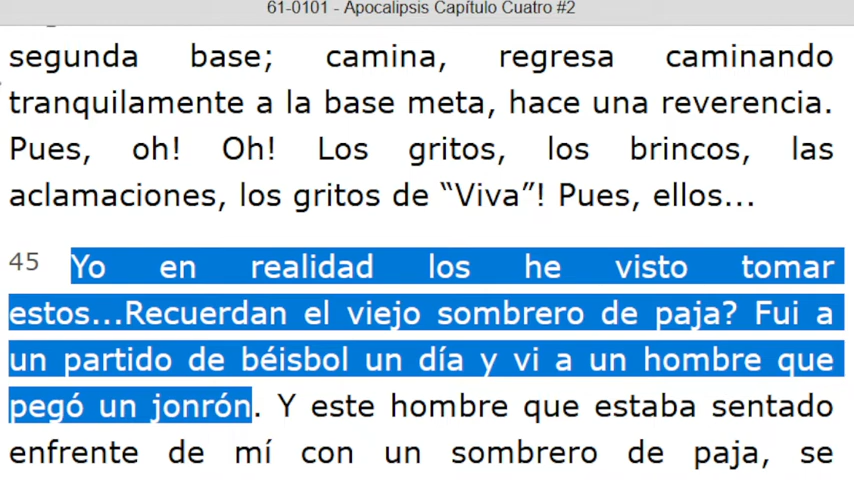 61-0101 - Apocalipsis Capítulo Cuatro #2
segunda base; camina, regresa caminando
tranquilamente a la base meta, hace una reverencia.
Pues, oh! Oh! Los gritos, los brincos, las
aclamaciones, los gritos de “Viva”! Pues, ellos...
45 Yo en realidad los he visto tomar
estos...Recuerdan el viejo sombrero de paja? Fui a
un partido de béisbol un día y vi a un hombre que
pegó un jonrón. Y este hombre que estaba sentado
enfrente de mí con un sombrero de paja, se